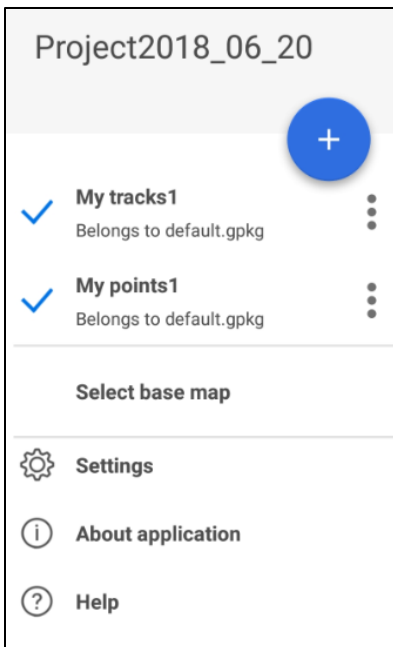 Project2018_06_20
+
My tracks1
Belongs to default.gpkg
My points1
Belongs to default.gpkg
Select base map
Settings
i About application
? Help